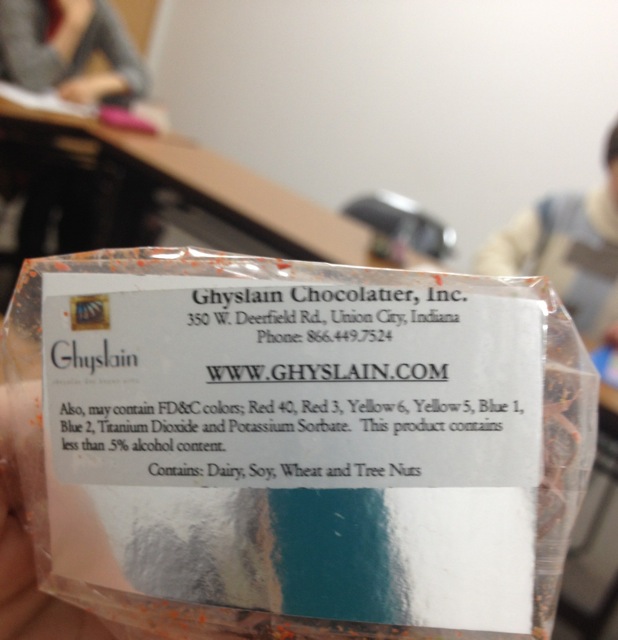 Ghyslain Chocolatier, Inc.
350 W. Deerfield Rd., Union City, Indiana
Phone: 866.449.7524
Ghyslain
WWW.GHYSLAIN.COM
Also, may contain FD&C colors; Red 40, Red 3, Yellow 6, Yellow 5, Blue 1,
Blue 2, Titanium Dioxide and Potassium Sorbate. This product contains
less than .5% alcohol content.
Contains: Dairy, Soy, Wheat and Tree Nuts